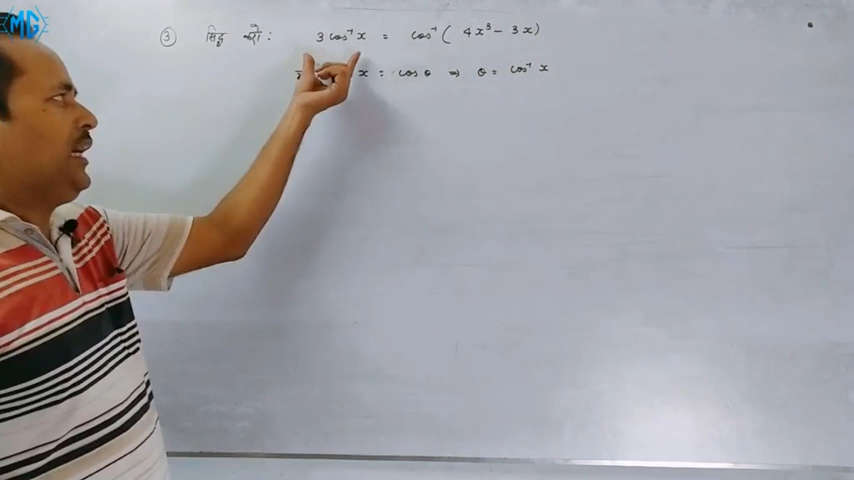 MG
③ सिद्ध करो : 3 cos⁻¹ x = cos⁻¹ ( 4x³ - 3x )
x = cos θ ⇒ θ = cos⁻¹ x